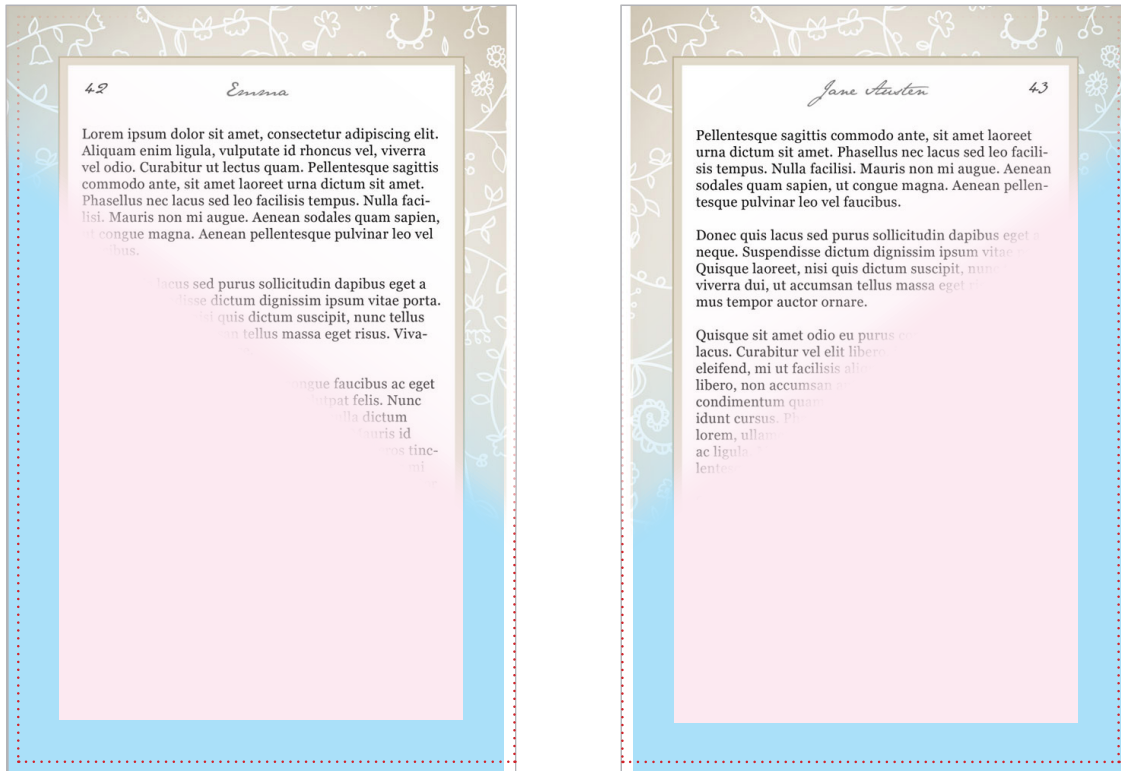 42
Emma
Lorem ipsum dolor sit amet, consectetur adipiscing elit.
Aliquam enim ligula, vulputate id rhoncus vel, viverra
vel odio. Curabitur ut lectus quam. Pellentesque sagittis
commodo ante, sit amet laoreet urna dictum sit amet.
Phasellus nec lacus sed leo facilisis tempus. Nulla faci-
lisi. Mauris non mi augue. Aenean sodales quam sapien,
congue magna. Aenean pellentesque pulvinar leo vel
lacus sed purus sollicitudin dapibus eget a
dictum dignissim ipsum vitae porta.
quis dictum suscipit, nunc tellus
tellus massa eget risus. Viva-
faucibus ac eget
felis. Nunc
dictum
id
tinc-
mi
Jane Austen
43
Pellentesque sagittis commodo ante, sit amet laoreet
urna dictum sit amet. Phasellus nec lacus sed leo facili-
sis tempus. Nulla facilisi. Mauris non mi augue. Aenean
sodales quam sapien, ut congue magna. Aenean pellen-
tesque pulvinar leo vel faucibus.
Donec quis lacus sed purus sollicitudin dapibus eget a
neque. Suspendisse dictum dignissim ipsum vitae
Quisque laoreet, nisi quis dictum suscipit, nunc
viverra dui, ut accumsan tellus massa eget
mus tempor auctor ornare.
Quisque sit amet odio eu purus
lacus. Curabitur vel elit libero
eleifend, mi ut facilisis
libero, non accumsan
condimentum quam
idunt cursus.
lorem,
ac ligula.